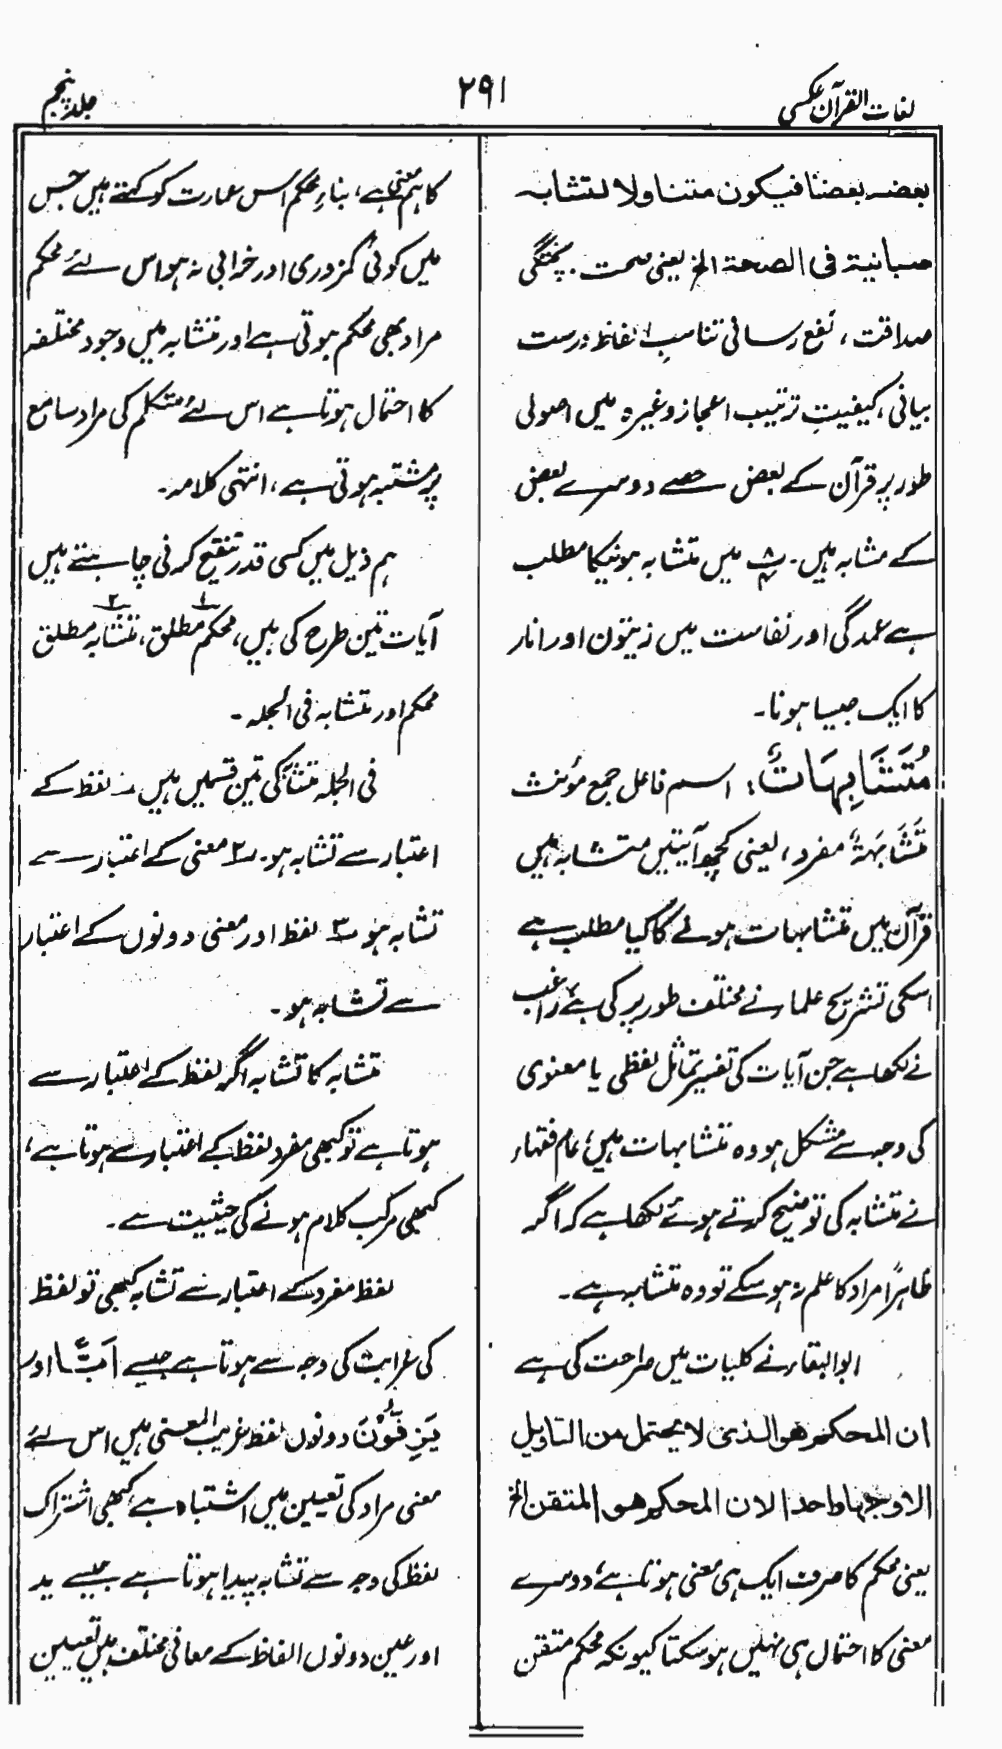 لغات القرآن عکسی
۲۹۱
جلد پنجم
بعضہ بعضا فیکون متناولا لتشابہ
مبانیہ فی الصحۃ الخ یعنی صحت۔ پختگی
صداقت، نفع رسانی تناسبِ الفاظ درست
بیانی، کیفیتِ ترتیب اعجاز وغیرہ میں اصولی
طور پر قرآن کے بعض حصے دوسرے بعض
کے مشابہ ہیں۔ میں متشابہ ہونیکا مطلب
ہے عمدگی اور نفاست میں زیتون اور انار
کا ایک جیسا ہونا۔
مُتَشَابِہَاتٌ: اسم فاعل جمع مؤنث
مفرد، یعنی کچھ آیتیں متشابہ ہیں
قرآن میں متشابہات ہونے کا کیا مطلب ہے
اسکی تشریح علماء نے مختلف طور پر کی ہے، راغب
نے لکھا ہے جن آیات کی تفسیر تماثل لفظی یا معنوی
کی وجہ سے مشکل ہو وہ متشابہات ہیں، عام فقہاء
نے متشابہ کی توضیح کرتے ہوئے لکھا ہے کہ اگر
ظاہراً مراد کا علم نہ ہو سکے تو وہ متشابہ ہے۔
ابوالبقاء نے کلیات میں صراحت کی ہے
ان المحکم ھو الذی لا یحتمل من التاویل
الا وجھا واحدا لان المحکم ھو المتقن الخ
یعنی محکم کا صرف ایک ہی معنی ہوتا ہے، دوسرے
معنی کا احتمال ہی نہیں ہو سکتا کیونکہ محکم متقن
کا ہم معنی ہے، بناءِ محکم اس عمارت کو کہتے ہیں جس
میں کوئی کمزوری اور خرابی نہ ہو اس لئے محکم
مراد بھی محکم ہوتی ہے اور متشابہ میں وجوہ مختلفہ
کا احتمال ہوتا ہے اس لئے متکلم کی مراد سامع
پر مشتبہ ہوتی ہے، انتہی کلامہ۔
ہم ذیل میں کسی قدر تنقیح کرنی چاہتے ہیں
آیات تین طرح کی ہیں، ۱ محکم مطلق، ۲ متشابہ مطلق
محکم اور متشابہ فی الجملہ۔
فی الجملہ متشابہ کی تین قسمیں ہیں ۱ لفظ کے
اعتبار سے تشابہ ہو۔ ۲ معنی کے اعتبار سے
تشابہ ہو ۳ لفظ اور معنی دونوں کے اعتبار
سے تشابہ ہو۔
متشابہ کا تشابہ اگر لفظ کے اعتبار سے
ہوتا ہے تو کبھی مفرد لفظ کے اعتبار سے ہوتا ہے،
کبھی مرکب کلام ہونے کی حیثیت سے۔
لفظ مفرد کے اعتبار سے تشابہ کبھی تو لفظ
کی غرابت کی وجہ سے ہوتا ہے جیسے اَبًّا اور
یَزِفُّوْنَ دونوں لفظ غریب المعنی ہیں اس لئے
معنی مراد کی تعیین میں اشتباہ ہے، کبھی اشتراک
لفظ کی وجہ سے تشابہ پیدا ہوتا ہے جیسے ید
اور عین دونوں الفاظ کے معانی مختلف ہیں تعیین